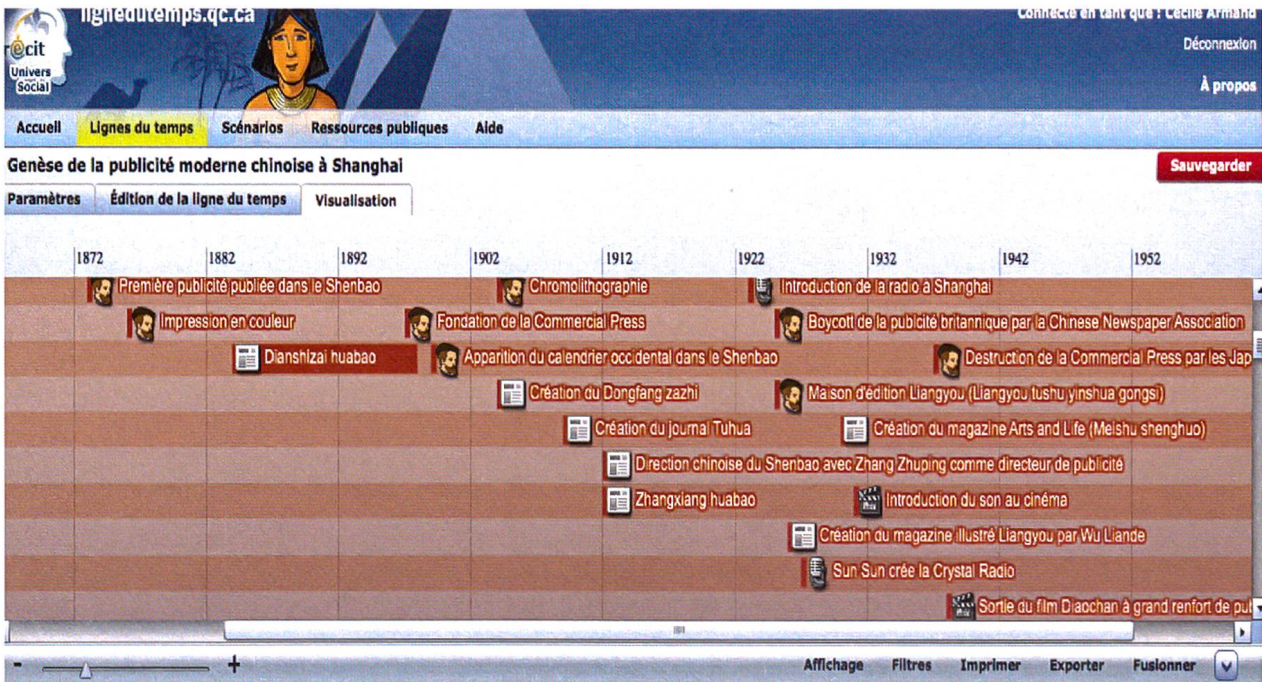 lignedutemps.qc.ca
Connecté en tant que : Cécile Armand
récit
Univers
Social
Déconnexion
À propos
Accueil Lignes du temps Scénarios Ressources publiques Aide
Genèse de la publicité moderne chinoise à Shanghai
Sauvegarder
Paramètres Édition de la ligne du temps Visualisation
1872 1882 1892 1902 1912 1922 1932 1942 1952
Première publicité publiée dans le Shenbao Chromolithographie Introduction de la radio à Shanghai
Impression en couleur Fondation de la Commercial Press Boycott de la publicité britannique par la Chinese Newspaper Association
Dianshizai huabao Apparition du calendrier occidental dans le Shenbao Destruction de la Commercial Press par les Jap
Création du Dongfang zazhi Maison d'édition Liangyou (Liangyou tushu yinshua gongsi)
Création du journal Tuhua Création du magazine Arts and Life (Meishu shenghuo)
Direction chinoise du Shenbao avec Zhang Zhuping comme directeur de publicité
Zhangxiang huabao Introduction du son au cinéma
Création du magazine illustré Liangyou par Wu Liande
Sun Sun crée la Crystal Radio
Sortie du film Diaochan à grand renfort de pub
- +
Affichage Filtres Imprimer Exporter Fusionner